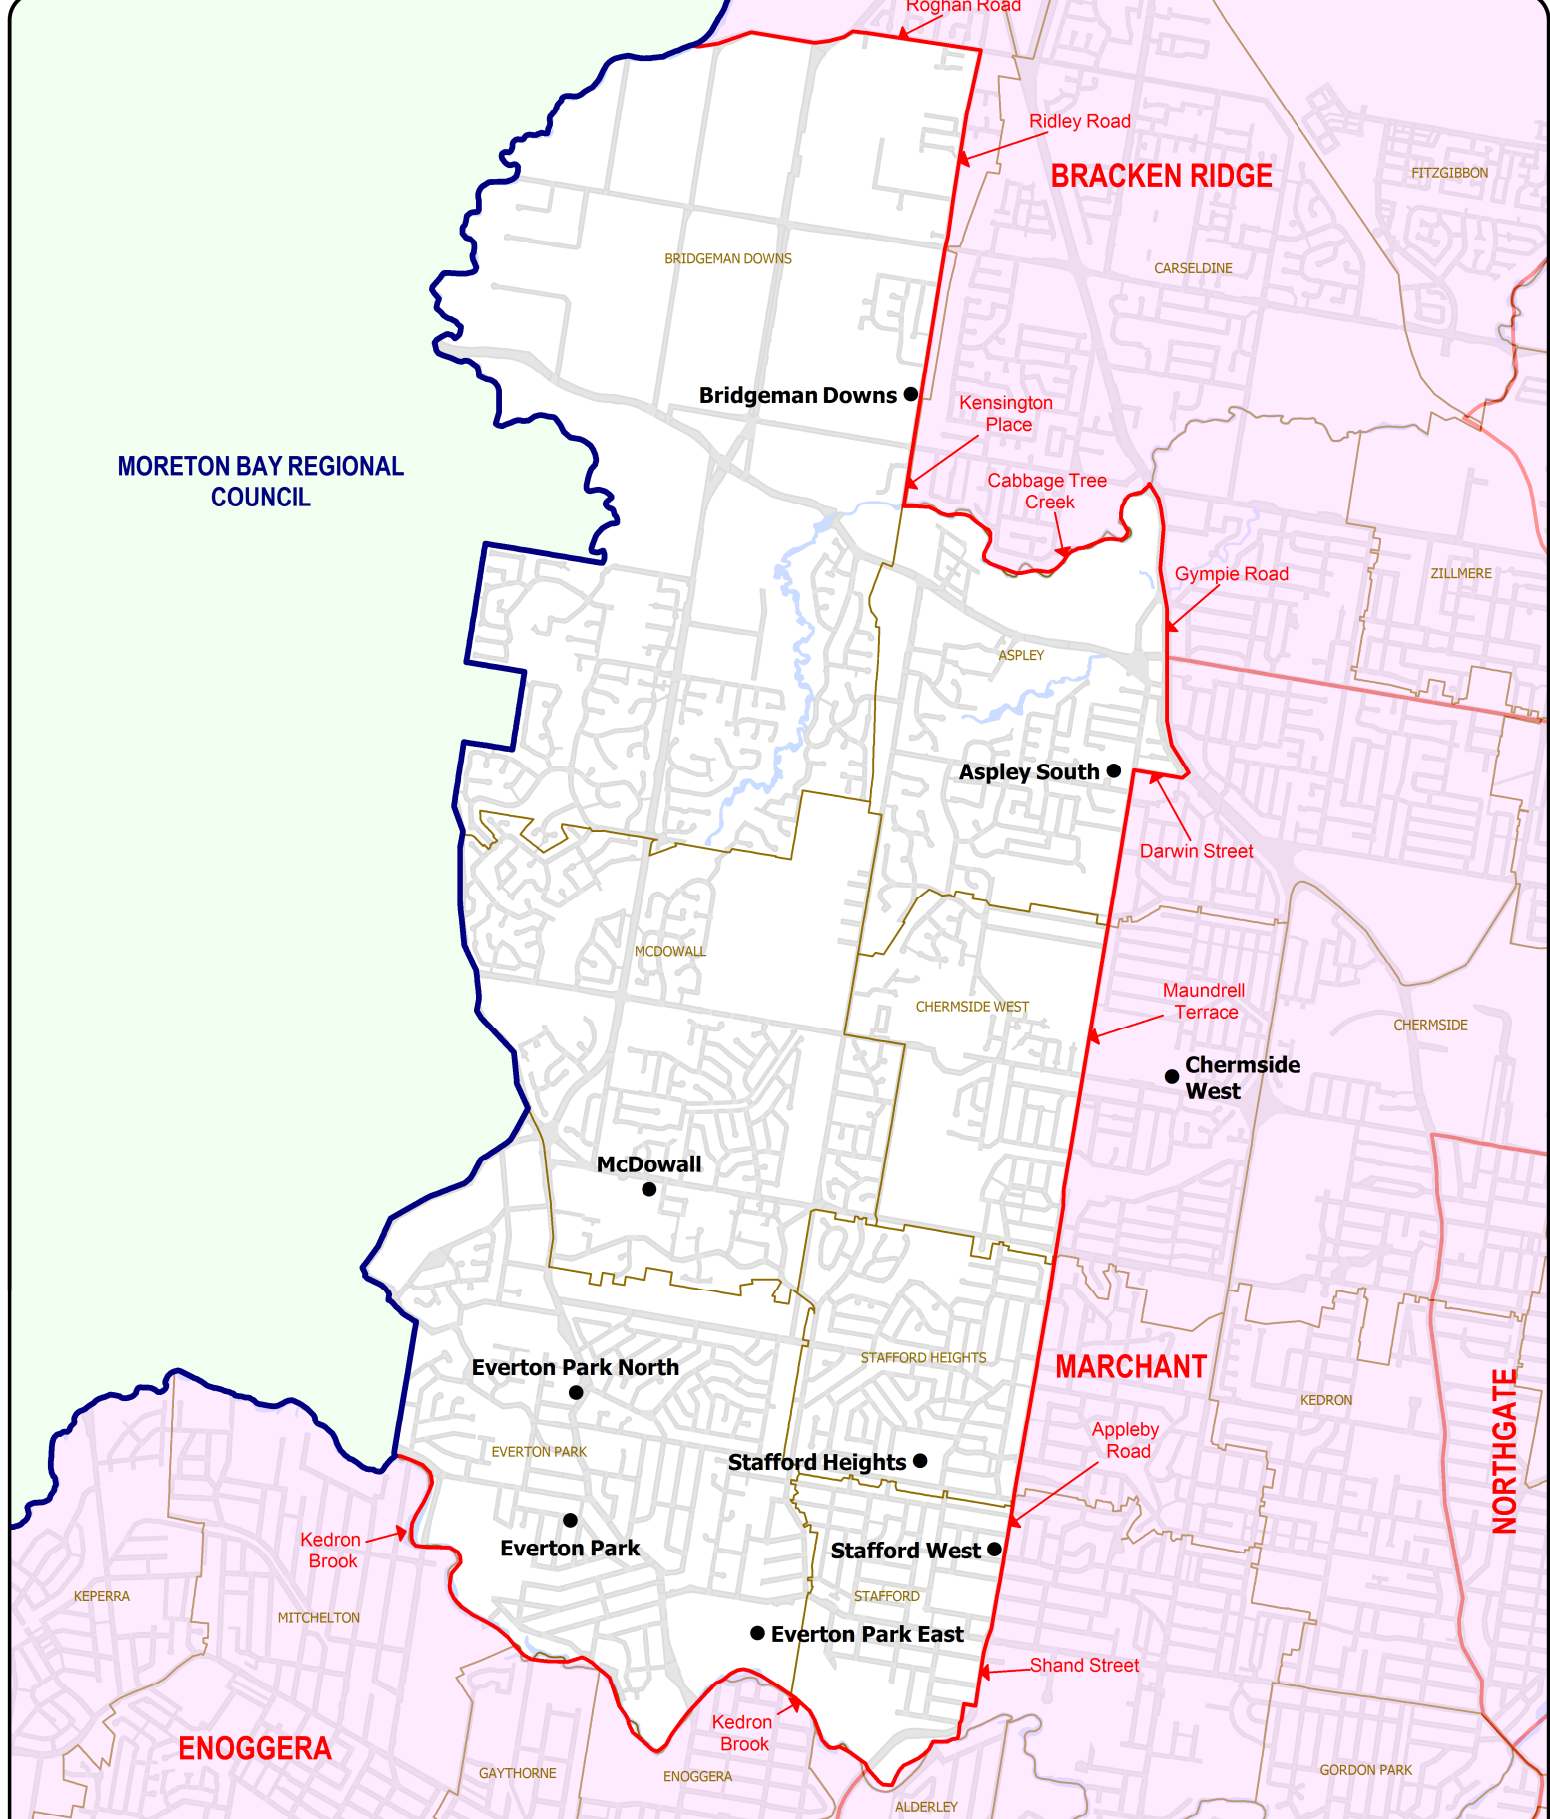 Roghan Road
Ridley Road
BRACKEN RIDGE
FITZGIBBON
BRIDGEMAN DOWNS
CARSELDINE
Bridgeman Downs
Kensington
Place
MORETON BAY REGIONAL
COUNCIL
Cabbage Tree
Creek
Gympie Road
ZILLMERE
ASPLEY
Aspley South
Darwin Street
MCDOWALL
CHERMSIDE WEST
Maundrell
Terrace
CHERMSIDE
Chermside
West
McDowall
STAFFORD HEIGHTS
MARCHANT
Everton Park North
KEDRON
NORTHGATE
EVERTON PARK
Appleby
Road
Stafford Heights
Kedron
Brook
Everton Park
Stafford West
KEPERRA
MITCHELTON
STAFFORD
Everton Park East
Shand Street
Kedron
Brook
ENOGGERA
GAYTHORNE
ENOGGERA
GORDON PARK
ALDERLEY